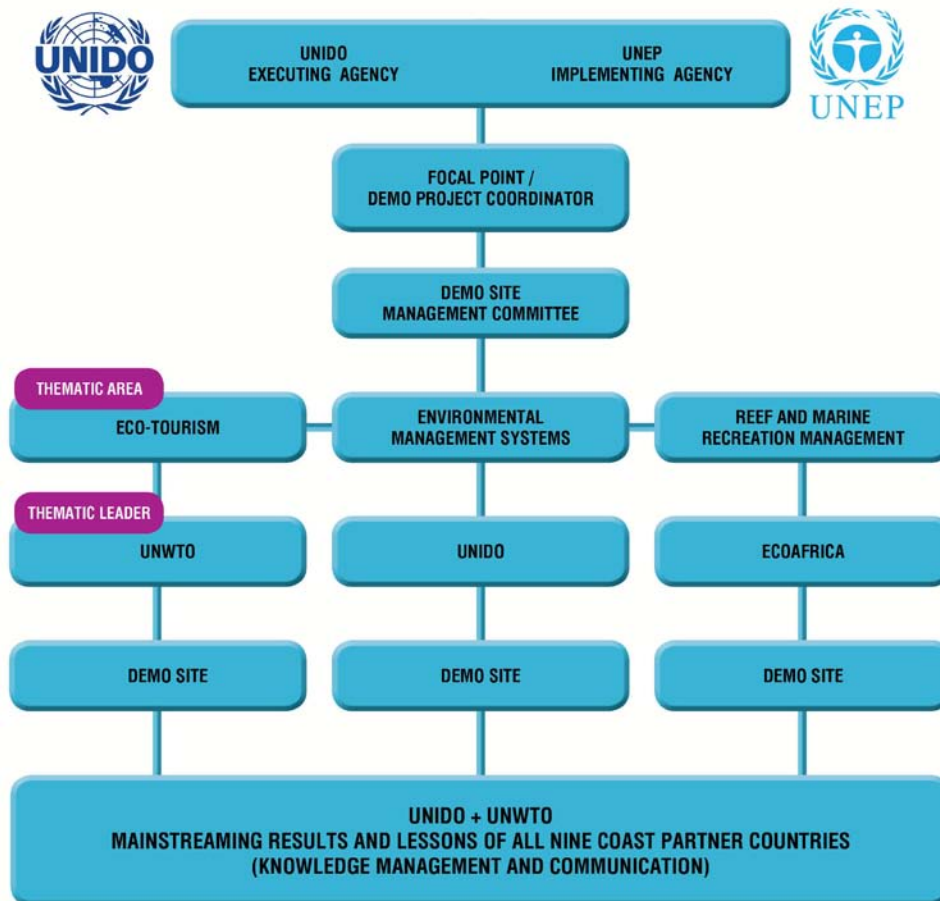 UNIDO
UNIDO
EXECUTING AGENCY
UNEP
IMPLEMENTING AGENCY
UNEP
FOCAL POINT /
DEMO PROJECT COORDINATOR
DEMO SITE
MANAGEMENT COMMITTEE
THEMATIC AREA
ECO-TOURISM
ENVIRONMENTAL
MANAGEMENT SYSTEMS
REEF AND MARINE
RECREATION MANAGEMENT
THEMATIC LEADER
UNWTO
UNIDO
ECOAFRICA
DEMO SITE
DEMO SITE
DEMO SITE
UNIDO + UNWTO
MAINSTREAMING RESULTS AND LESSONS OF ALL NINE COAST PARTNER COUNTRIES
(KNOWLEDGE MANAGEMENT AND COMMUNICATION)